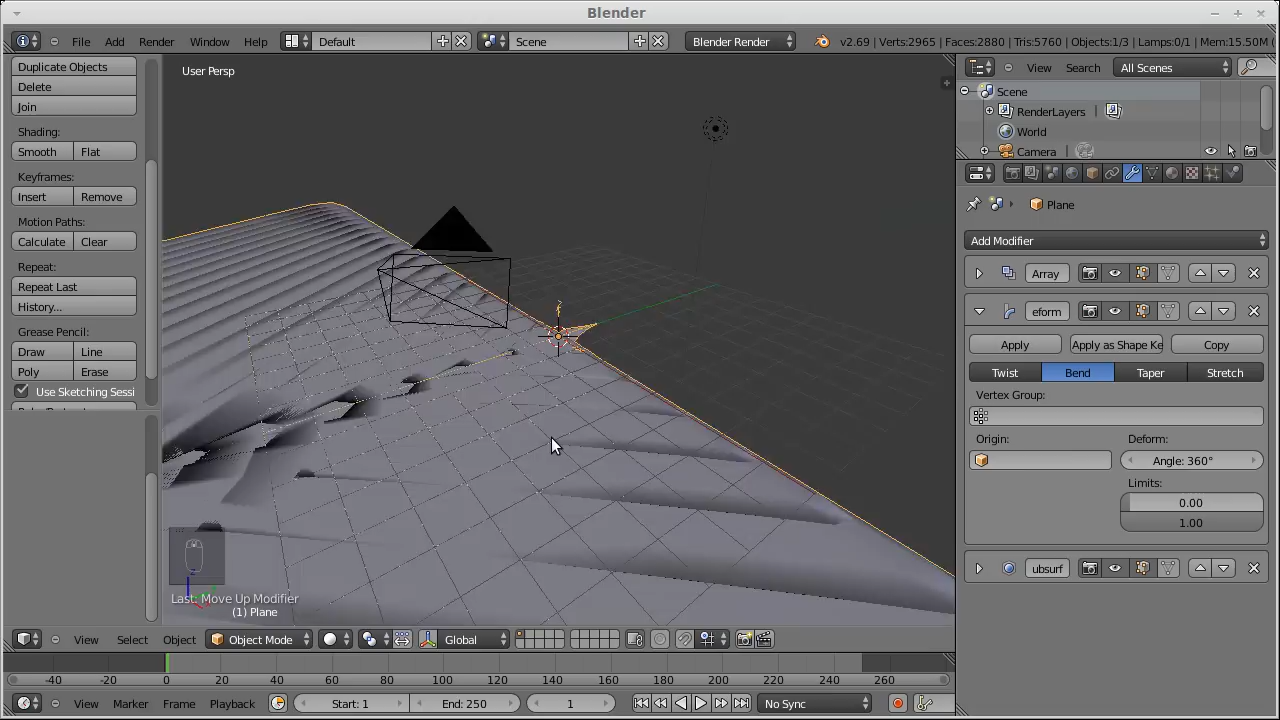 Blender
File Add Render Window Help Default Scene Blender Render v2.69 | Verts:2965 | Faces:2880 | Tris:5760 | Objects:1/3 | Lamps:0/1 | Mem:15.50M
Duplicate Objects
Delete
Join
Shading:
Smooth Flat
Keyframes:
Insert Remove
Motion Paths:
Calculate Clear
Repeat:
Repeat Last
History...
Grease Pencil:
Draw Line
Poly Erase
Use Sketching Sessi
User Persp
Last: Move Up Modifier
(1) Plane
View Search All Scenes
Scene
RenderLayers
World
Camera
Plane
Add Modifier
Array
eform
Apply Apply as Shape Ke Copy
Twist Bend Taper Stretch
Vertex Group:
Origin: Deform:
Angle: 360°
Limits:
0.00
1.00
ubsurf
View Select Object Object Mode Global
-40 -20 0 20 40 60 80 100 120 140 160 180 200 220 240 260
View Marker Frame Playback Start: 1 End: 250 1 No Sync